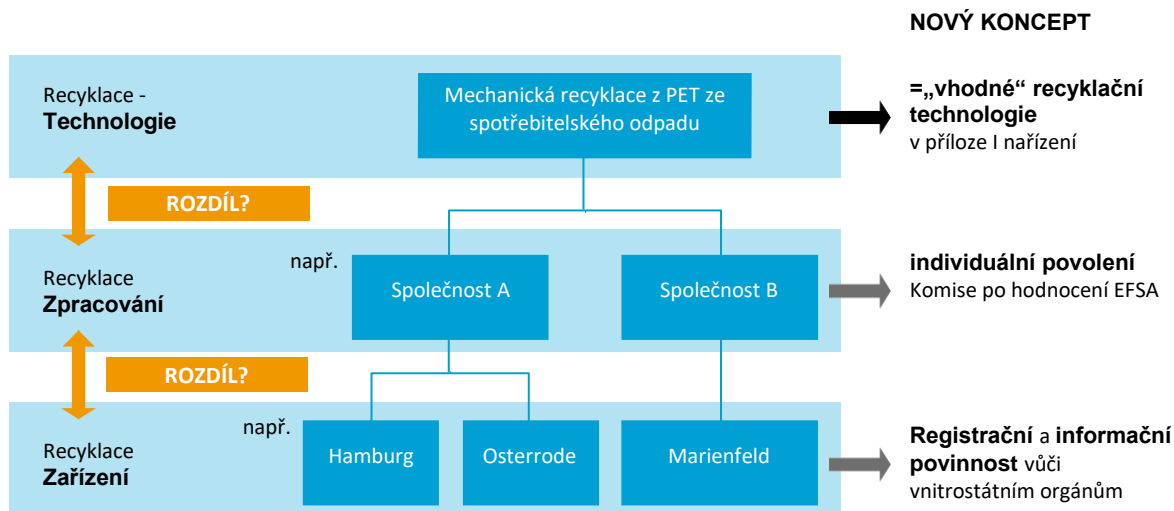 NOVÝ KONCEPT
Recyklace -
Technologie
Mechanická recyklace z PET ze
spotřebitelského odpadu
=„vhodné“ recyklační
technologie
v příloze I nařízení
ROZDÍL?
Recyklace
Zpracování
např.
Společnost A
Společnost B
individuální povolení
Komise po hodnocení EFSA
ROZDÍL?
Recyklace
Zařízení
např.
Hamburg
Osterrode
Marienfeld
Registrační a informační
povinnost vůči
vnitrostátním orgánům